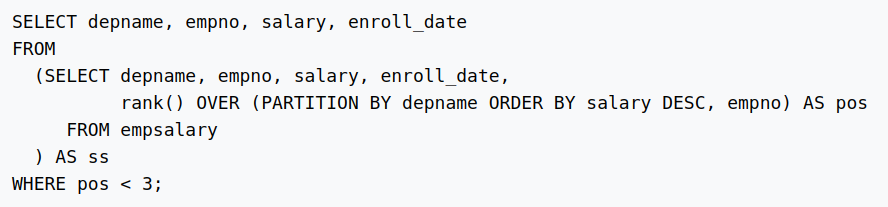 SELECT depname, empno, salary, enroll_date
FROM
  (SELECT depname, empno, salary, enroll_date,
          rank() OVER (PARTITION BY depname ORDER BY salary DESC, empno) AS pos
     FROM empsalary
  ) AS ss
WHERE pos < 3;